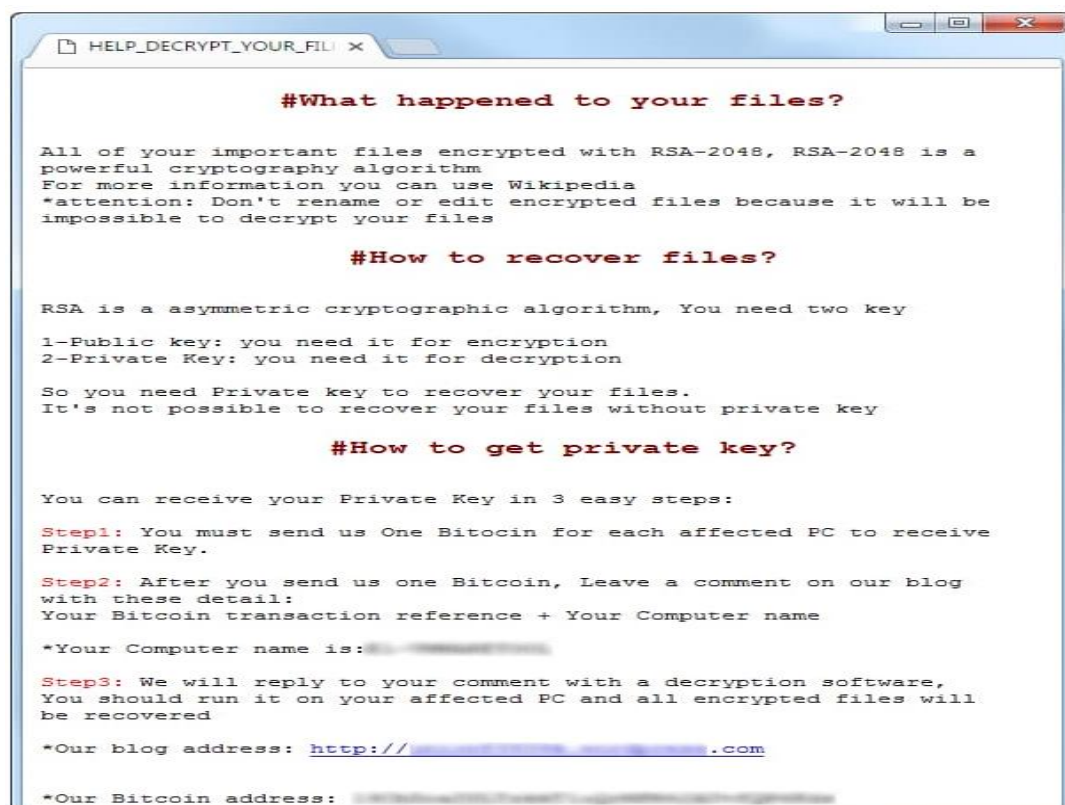 HELP_DECRYPT_YOUR_FIL
#What happened to your files?
All of your important files encrypted with RSA-2048, RSA-2048 is a
powerful cryptography algorithm
For more information you can use Wikipedia
*attention: Don't rename or edit encrypted files because it will be
impossible to decrypt your files
#How to recover files?
RSA is a asymmetric cryptographic algorithm, You need two key
1-Public key: you need it for encryption
2-Private Key: you need it for decryption
So you need Private key to recover your files.
It's not possible to recover your files without private key
#How to get private key?
You can receive your Private Key in 3 easy steps:
Step1: You must send us One Bitocin for each affected PC to receive
Private Key.
Step2: After you send us one Bitcoin, Leave a comment on our blog
with these detail:
Your Bitcoin transaction reference + Your Computer name
*Your Computer name is:
Step3: We will reply to your comment with a decryption software,
You should run it on your affected PC and all encrypted files will
be recovered
*Our blog address: http:// .com
*Our Bitcoin address: